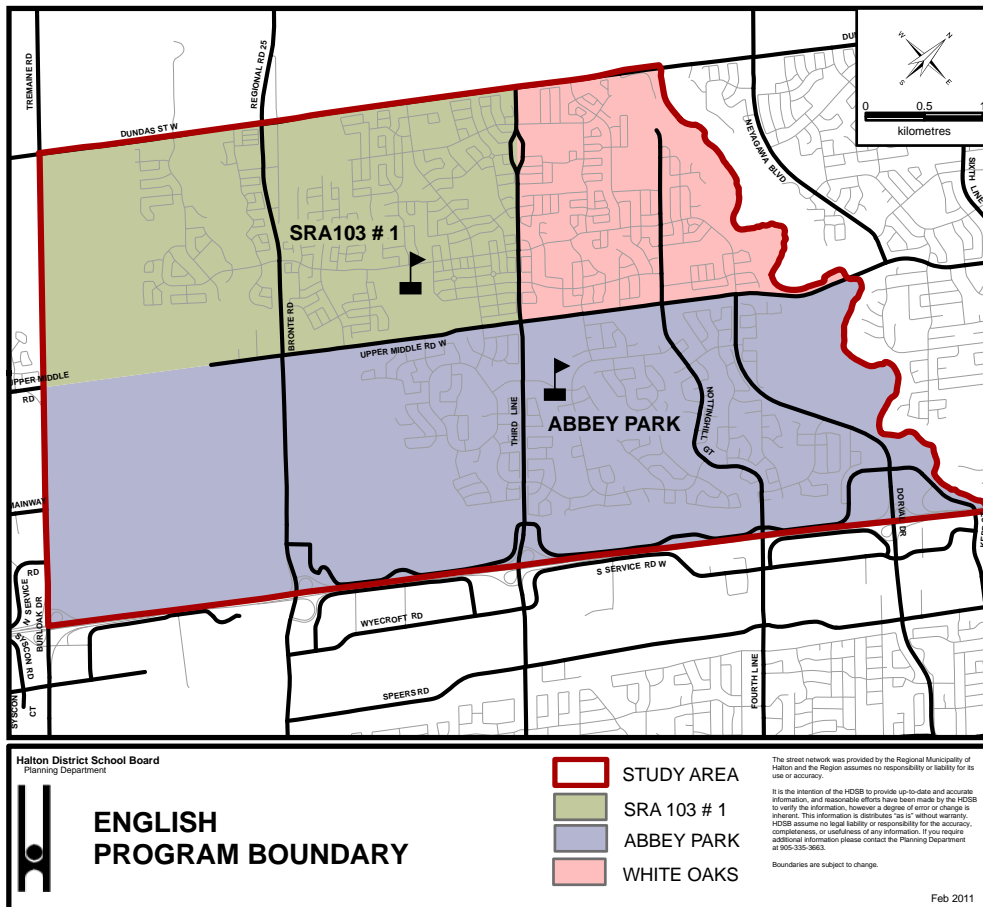 TREMAINE RD
REGIONAL RD 25
DUNDAS ST W
W
N
S
E
0
0.5
1
kilometres
NEYAGAWA BLVD
SIXTH LINE
SRA103 # 1
BRONTE RD
UPPER MIDDLE RD W
UPPER MIDDLE
RD
THIRD LINE
ABBEY PARK
NOTTINGHILL
GT
MAINWAY
DORVAL DR
RD
N SERVICE
BURLOAK DR
SYSCON RD
S SERVICE RD W
WYECROFT RD
SPEERS RD
FOURTH LINE
SYSCON
CT
Halton District School Board
Planning Department
ENGLISH
PROGRAM BOUNDARY
STUDY AREA
SRA 103 # 1
ABBEY PARK
WHITE OAKS
The street network was provided by the Regional Municipality of
Halton and the Region assumes no responsibility or liability for its
use or accuracy.
It is the intention of the HDSB to provide up-to-date and accurate
information, and reasonable efforts have been made by the HDSB
to verify the information, however a degree of error or change is
inherent. This information is distributes "as is" without warranty.
HDSB assume no legal liability or responsibility for the accuracy,
completeness, or usefulness of any information. If you require
additional information please contact the Planning Department
at 905-335-3663.
Boundaries are subject to change.
Feb 2011